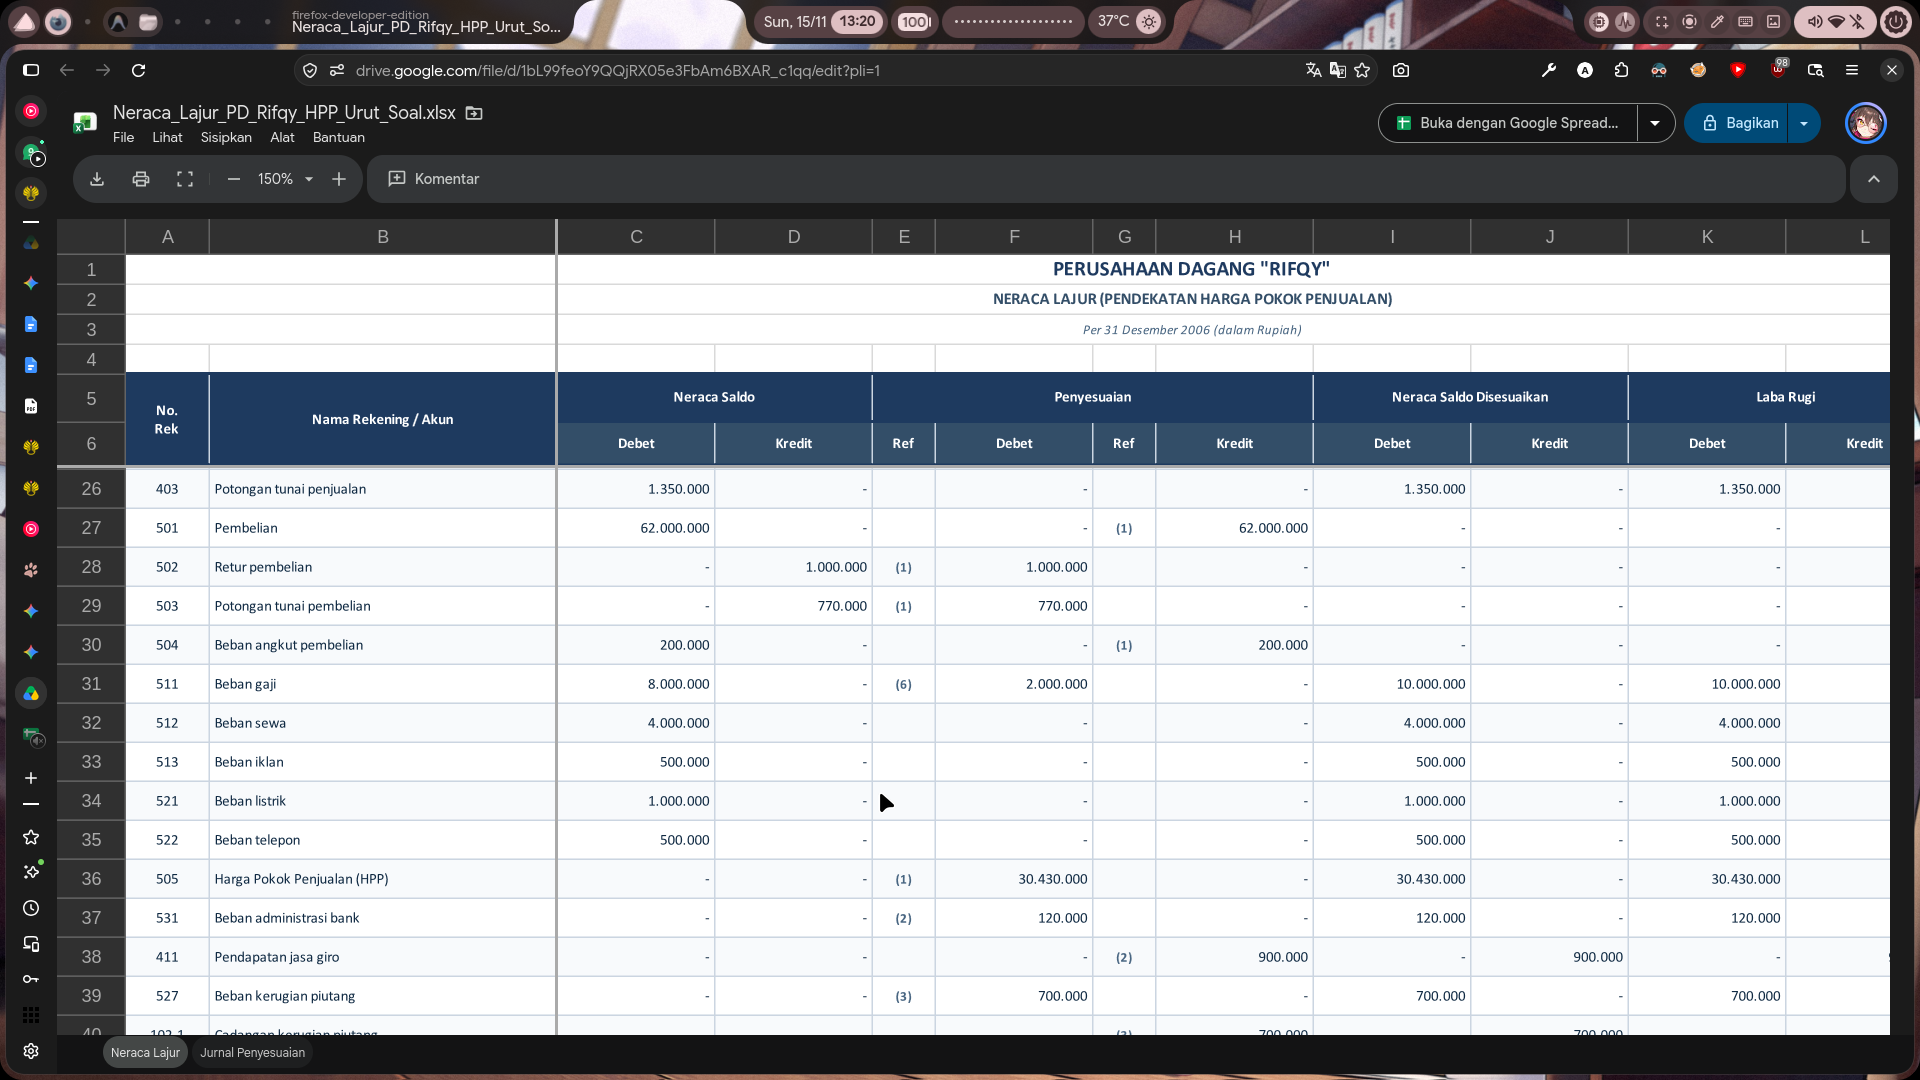 firefox-developer-edition
Neraca_Lajur_PD_Rifqy_HPP_Urut_So...
Sun, 15/11 13:20 100 37°C
drive.google.com/file/d/1bL99feoY9QQjRX05e3FbAm6BXAR_c1qq/edit?pli=1
98
Neraca_Lajur_PD_Rifqy_HPP_Urut_Soal.xlsx
File Lihat Sisipkan Alat Bantuan
Buka dengan Google Spread... Bagikan
150% Komentar
A B C D E F G H I J K L
1 PERUSAHAAN DAGANG "RIFQY"
2 NERACA LAJUR (PENDEKATAN HARGA POKOK PENJUALAN)
3 Per 31 Desember 2006 (dalam Rupiah)
4
5 No. Rek Nama Rekening / Akun Neraca Saldo Penyesuaian Neraca Saldo Disesuaikan Laba Rugi
6 Debet Kredit Ref Debet Ref Kredit Debet Kredit Debet Kredit
26 403 Potongan tunai penjualan 1.350.000 - - - 1.350.000 - 1.350.000
27 501 Pembelian 62.000.000 - - (1) 62.000.000 - - -
28 502 Retur pembelian - 1.000.000 (1) 1.000.000 - - - -
29 503 Potongan tunai pembelian - 770.000 (1) 770.000 - - - -
30 504 Beban angkut pembelian 200.000 - - (1) 200.000 - - -
31 511 Beban gaji 8.000.000 - (6) 2.000.000 - 10.000.000 - 10.000.000
32 512 Beban sewa 4.000.000 - - - 4.000.000 - 4.000.000
33 513 Beban iklan 500.000 - - - 500.000 - 500.000
34 521 Beban listrik 1.000.000 - - - 1.000.000 - 1.000.000
35 522 Beban telepon 500.000 - - - 500.000 - 500.000
36 505 Harga Pokok Penjualan (HPP) - - (1) 30.430.000 - 30.430.000 - 30.430.000
37 531 Beban administrasi bank - - (2) 120.000 - 120.000 - 120.000
38 411 Pendapatan jasa giro - - - (2) 900.000 - 900.000 -
39 527 Beban kerugian piutang - - (3) 700.000 - 700.000 - 700.000
40 102.1 Cadangan kerugian piutang (3) 700.000 700.000
Neraca Lajur Jurnal Penyesuaian